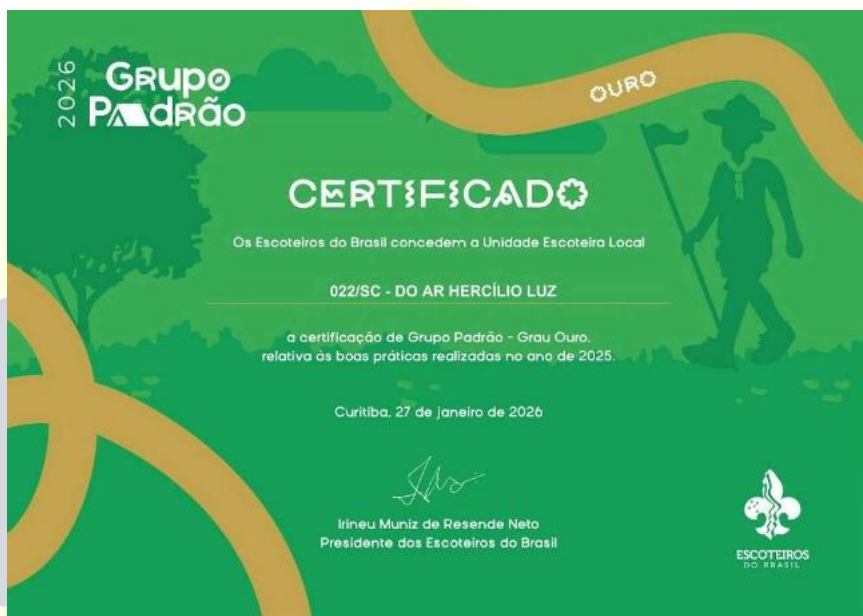 2026
GRUPO
PADRÃO
OURO
CERTIFICADO
Os Escoteiros do Brasil concedem a Unidade Escoteira Local
022/SC - DO AR HERCÍLIO LUZ
a certificação de Grupo Padrão - Grau Ouro,
relativa às boas práticas realizadas no ano de 2025.
Curitiba, 27 de janeiro de 2026
Irineu Muniz de Resende Neto
Presidente dos Escoteiros do Brasil
ESCOTEIROS
DO BRASIL